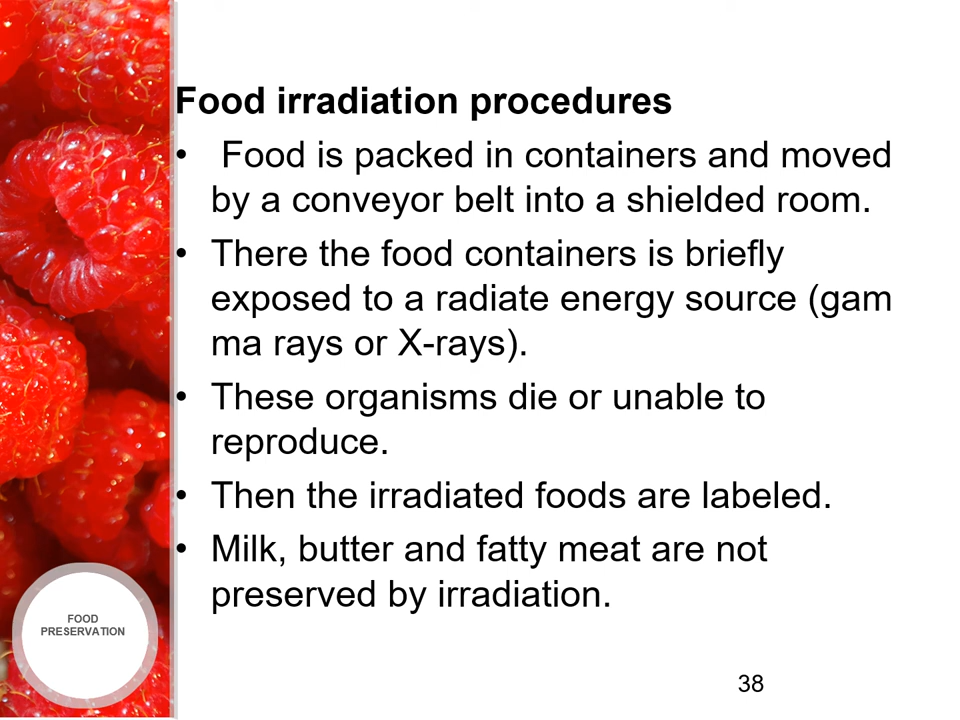 Food irradiation procedures
• Food is packed in containers and moved
by a conveyor belt into a shielded room.
• There the food containers is briefly
exposed to a radiate energy source (gam
ma rays or X-rays).
• These organisms die or unable to
reproduce.
• Then the irradiated foods are labeled.
• Milk, butter and fatty meat are not
preserved by irradiation.
FOOD
PRESERVATION
38